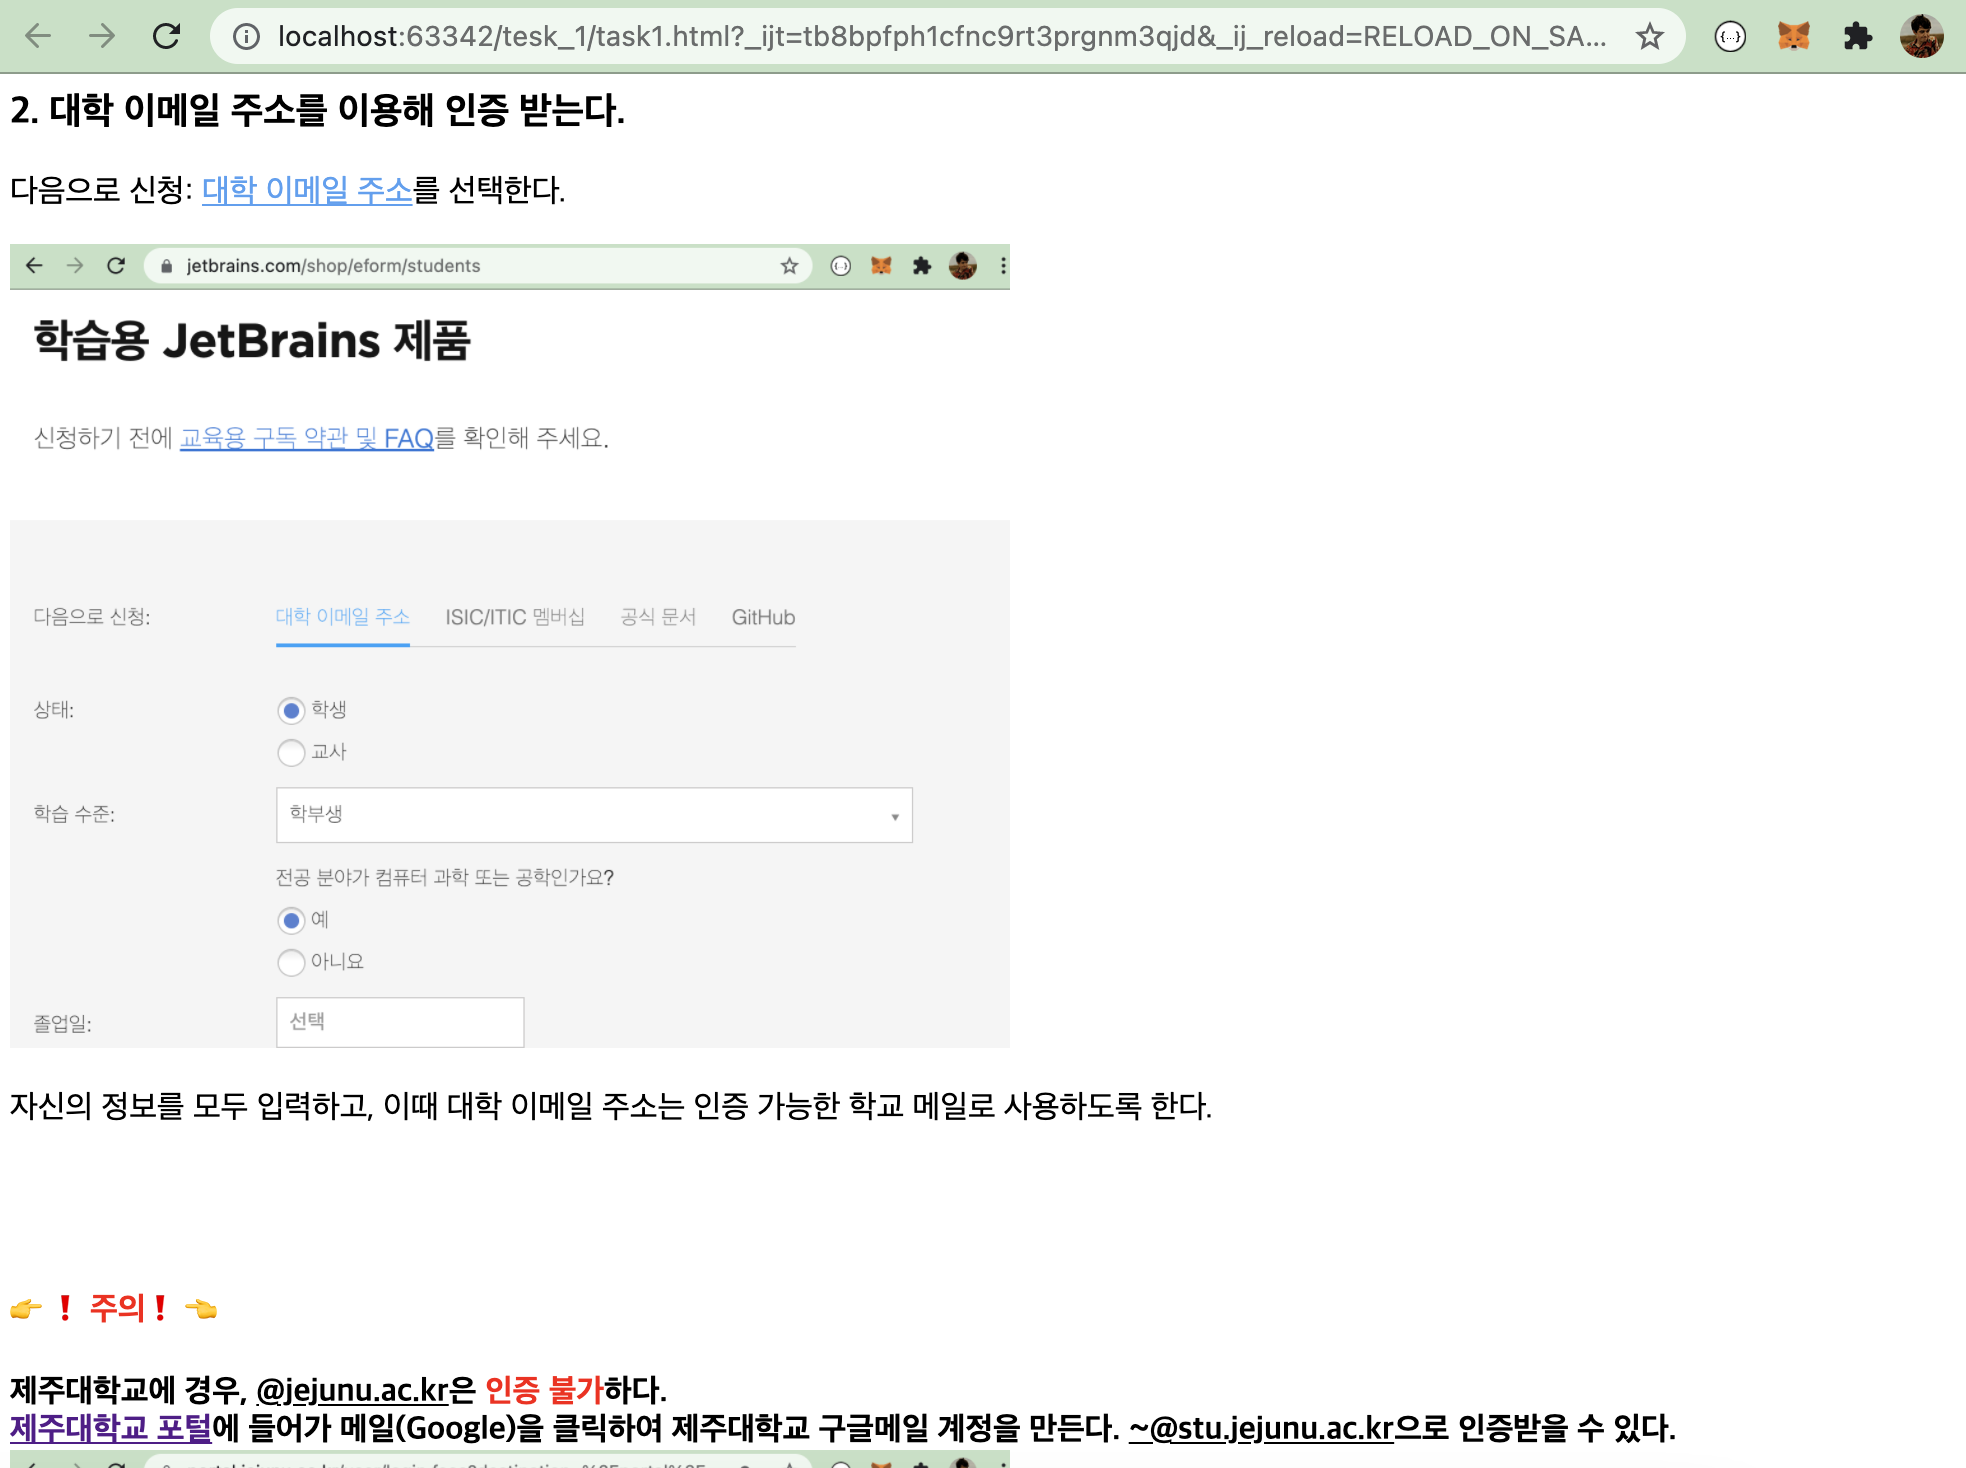 localhost:63342/tesk_1/task1.html?_ijt=tb8bpfph1cfnc9rt3prgnm3qjd&_ij_reload=RELOAD_ON_SA...
2. 대학 이메일 주소를 이용해 인증 받는다.
다음으로 신청: 대학 이메일 주소를 선택한다.
jetbrains.com/shop/eform/students
학습용 JetBrains 제품
신청하기 전에 교육용 구독 약관 및 FAQ를 확인해 주세요.
다음으로 신청: 대학 이메일 주소 ISIC/ITIC 멤버십 공식 문서 GitHub
상태: 학생
교사
학습 수준: 학부생
전공 분야가 컴퓨터 과학 또는 공학인가요?
예
아니요
졸업일: 선택
자신의 정보를 모두 입력하고, 이때 대학 이메일 주소는 인증 가능한 학교 메일로 사용하도록 한다.
👉 ❗ 주의❗ 👈
제주대학교에 경우, @jejunu.ac.kr은 인증 불가하다.
제주대학교 포털에 들어가 메일(Google)을 클릭하여 제주대학교 구글메일 계정을 만든다. ~@stu.jejunu.ac.kr으로 인증받을 수 있다.